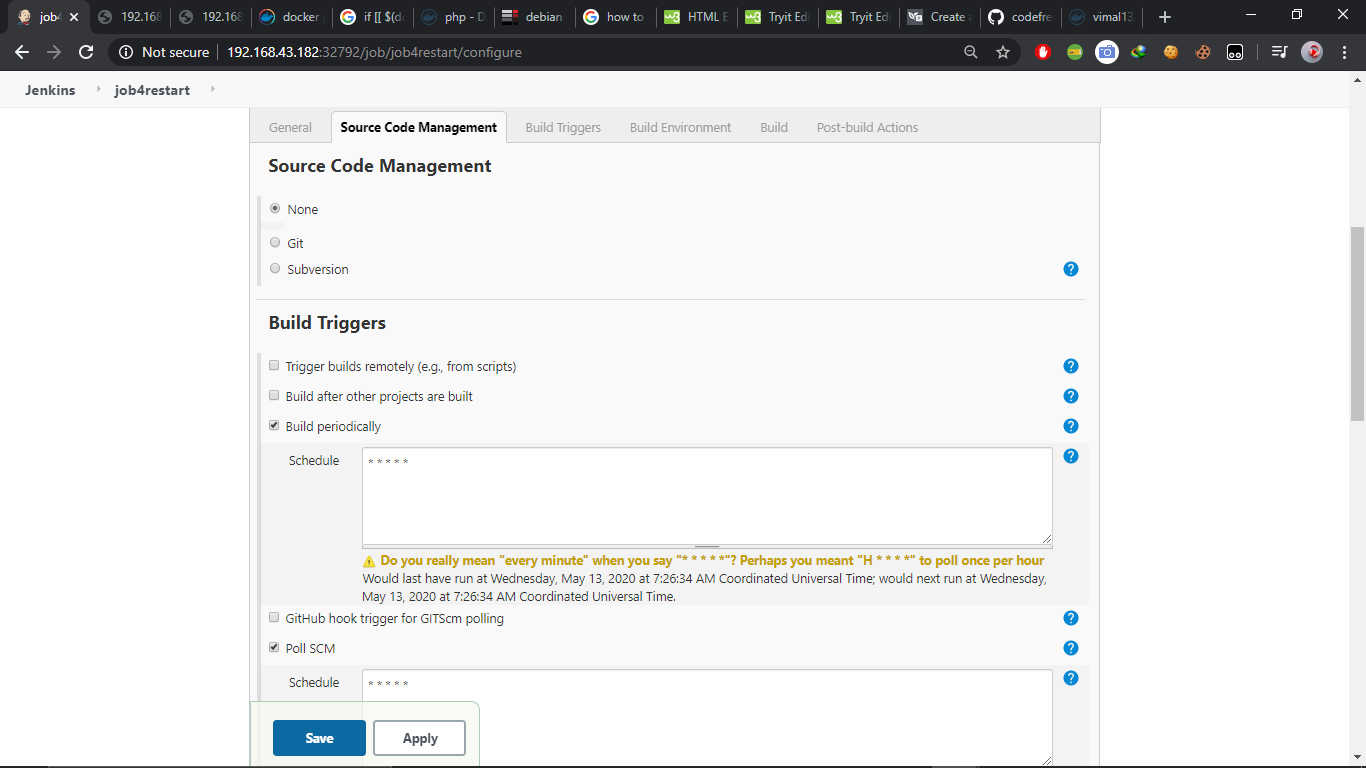 job4
192.168
192.168
docker
if [[ $(do
php - D
debian
how to
HTML E
Tryit Edi
Tryit Edi
Create a
codefre
vimal13
Not secure 192.168.43.182:32792/job/job4restart/configure
Jenkins job4restart
General Source Code Management Build Triggers Build Environment Build Post-build Actions
Source Code Management
None
Git
Subversion
Build Triggers
Trigger builds remotely (e.g., from scripts)
Build after other projects are built
Build periodically
Schedule * * * * *
Do you really mean "every minute" when you say "* * * * *"? Perhaps you meant "H * * * *" to poll once per hour
Would last have run at Wednesday, May 13, 2020 at 7:26:34 AM Coordinated Universal Time; would next run at Wednesday,
May 13, 2020 at 7:26:34 AM Coordinated Universal Time.
GitHub hook trigger for GITScm polling
Poll SCM
Schedule * * * * *
Save Apply